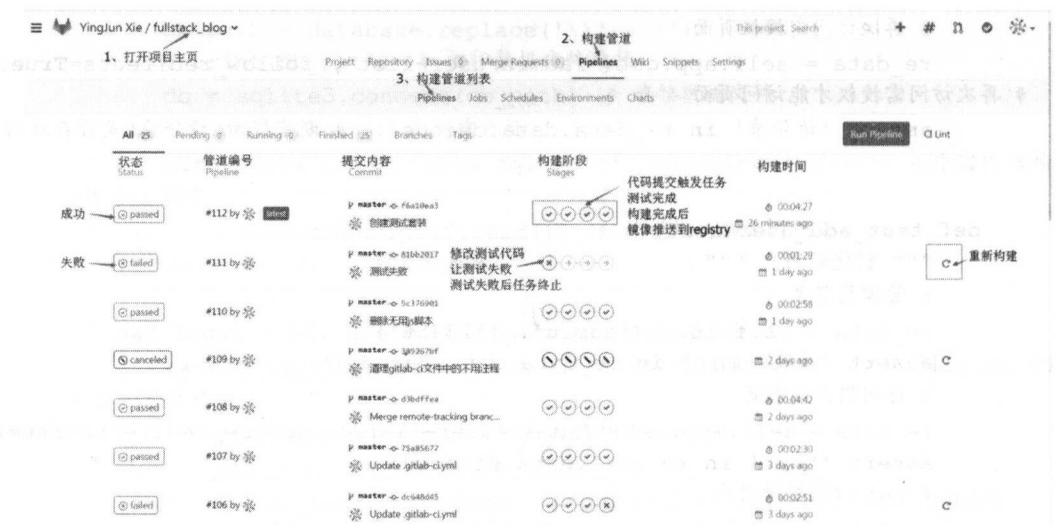 YingJun Xie / fullstack_blog
This project Search
1、打开项目主页
2、构建管道
Project Repository Issues 0 Merge Requests 0 Pipelines Wiki Snippets Settings
3、构建管道列表
Pipelines Jobs Schedules Environments Charts
All 25 Pending 0 Running 0 Finished Branches Tags Run Pipeline CI Lint
状态 管道编号 提交内容 构建阶段 构建时间
Status Pipeline Commit Stages
代码提交触发任务
测试完成
构建完成后
镜像推送到registry
成功 passed #112 by latest master f6a10ea3 00:04:27
创建测试套装 26 minutes ago
修改测试代码
让测试失败
测试失败后任务终止
失败 failed #111 by master 81bb2017 00:01:29 重新构建
测试失败 1 day ago
passed #110 by master 5c376901 00:02:58
删除无用js脚本 1 day ago
canceled #109 by master 389267bf 2 days ago
清理gitlab-ci文件中的不用注释
passed #108 by master d3bdffea 00:04:42
Merge remote-tracking branc... 2 days ago
passed #107 by master 75a85672 00:02:30
Update .gitlab-ci.yml 3 days ago
failed #106 by master dc648d45 00:02:51
Update .gitlab-ci.yml 3 days ago